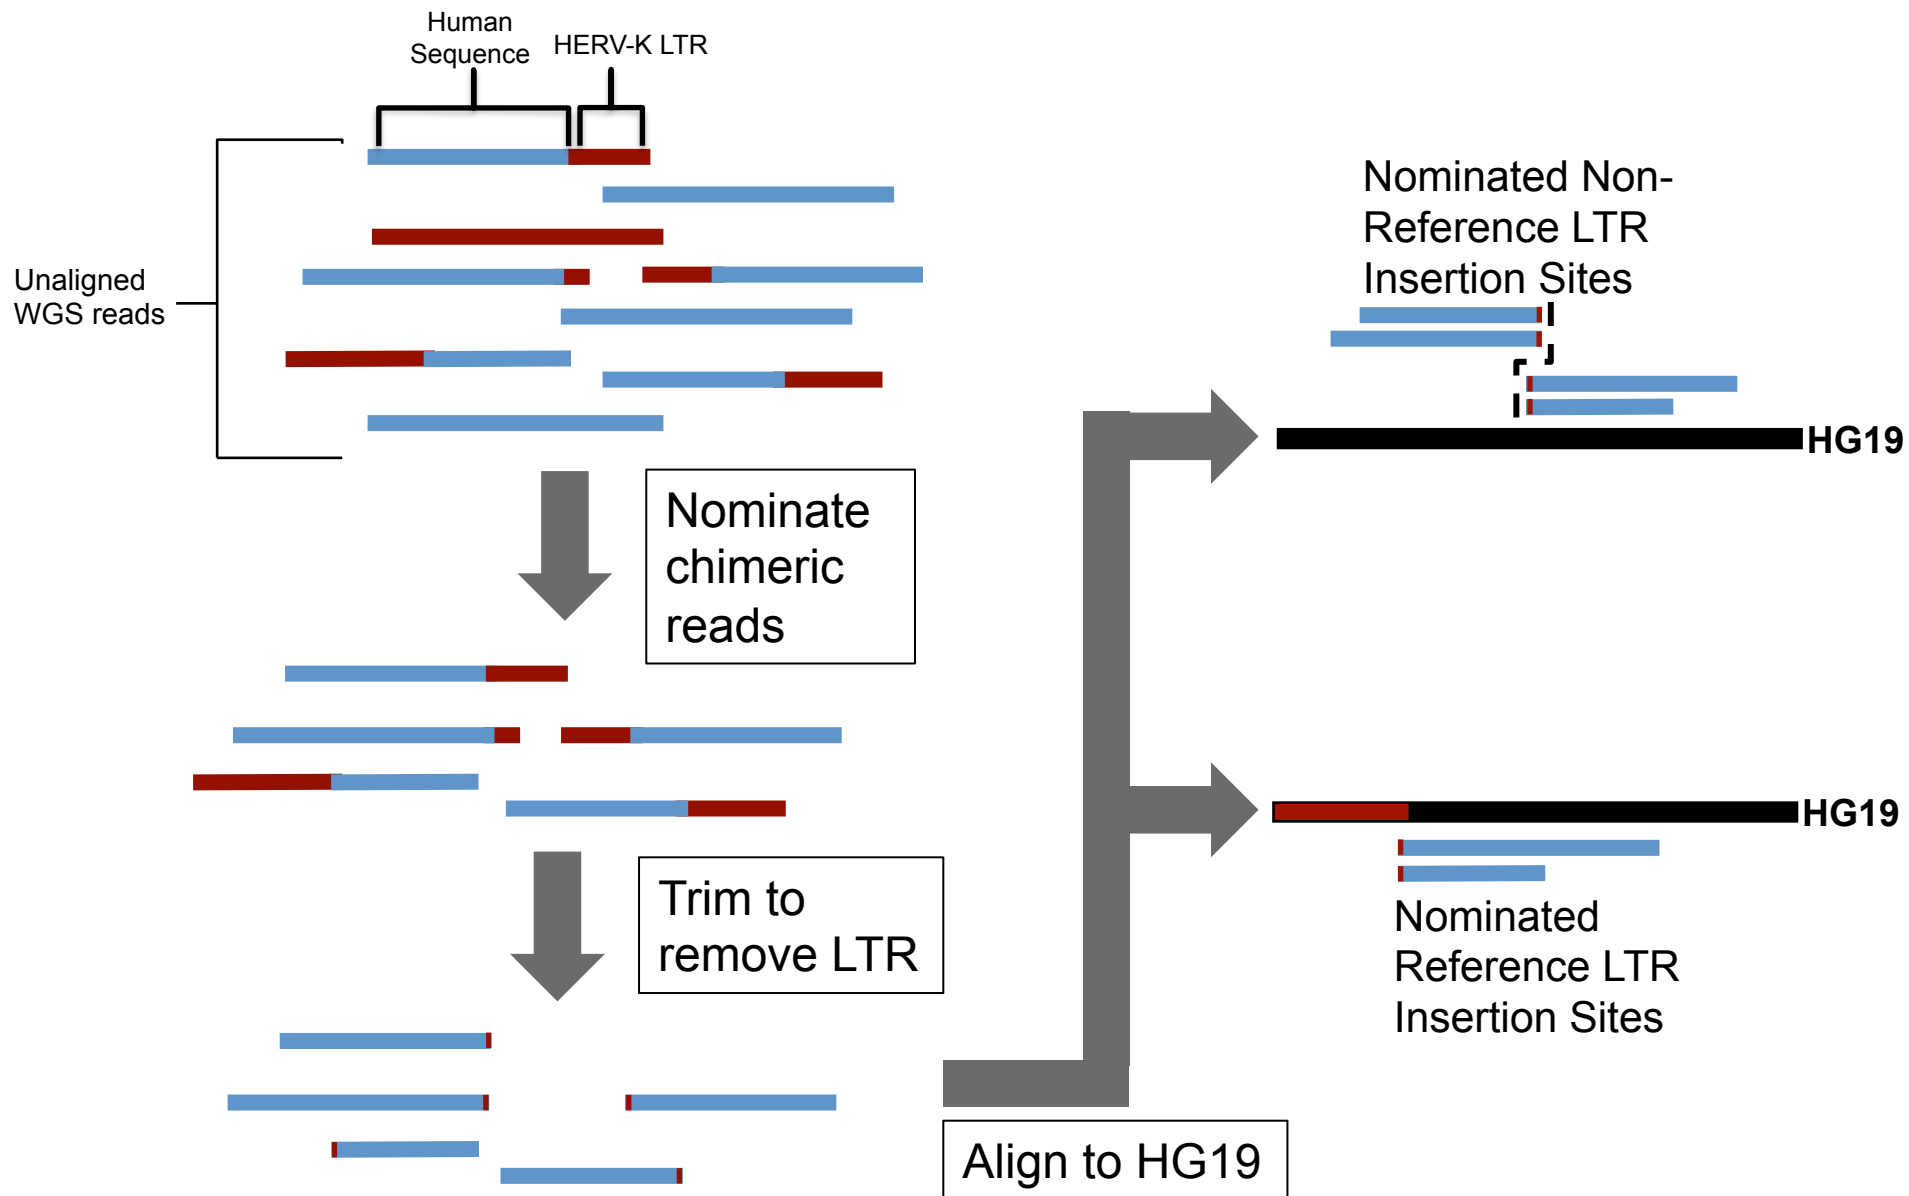 Human
Sequence
HERV-K LTR
Unaligned
WGS reads
Nominate
chimeric
reads
Trim to
remove LTR
Align to HG19
Nominated Non-
Reference LTR
Insertion Sites
HG19
HG19
Nominated
Reference LTR
Insertion Sites